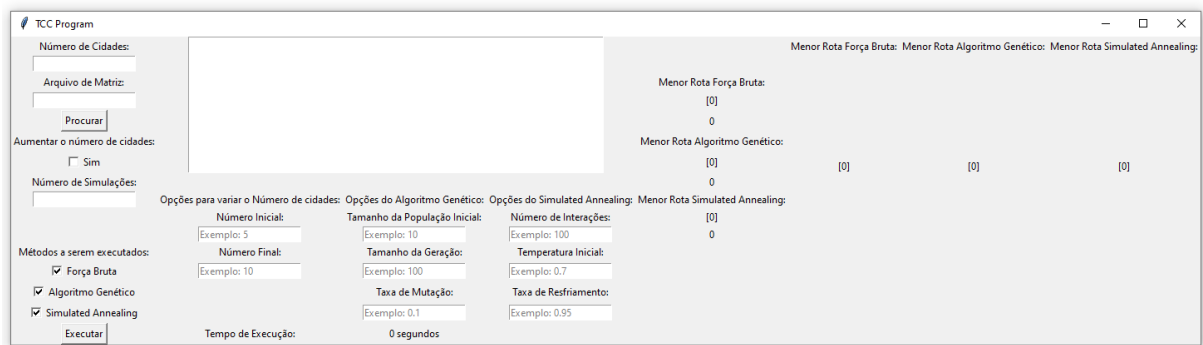 TCC Program
Número de Cidades:
Menor Rota Força Bruta: Menor Rota Algoritmo Genético: Menor Rota Simulated Annealing:
Arquivo de Matriz:
Menor Rota Força Bruta:
[0]
Procurar
0
Aumentar o número de cidades:
Menor Rota Algoritmo Genético:
Sim
[0]
[0]
[0]
[0]
Número de Simulações:
0
Opções para variar o Número de cidades: Opções do Algoritmo Genético: Opções do Simulated Annealing: Menor Rota Simulated Annealing:
Número Inicial:
Tamanho da População Inicial:
Número de Interações:
[0]
Exemplo: 5
Exemplo: 10
Exemplo: 100
0
Métodos a serem executados:
Número Final:
Tamanho da Geração:
Temperatura Inicial:
Força Bruta
Exemplo: 10
Exemplo: 100
Exemplo: 0.7
Algoritmo Genético
Taxa de Mutação:
Taxa de Resfriamento:
Simulated Annealing
Exemplo: 0.1
Exemplo: 0.95
Executar
Tempo de Execução:
0 segundos